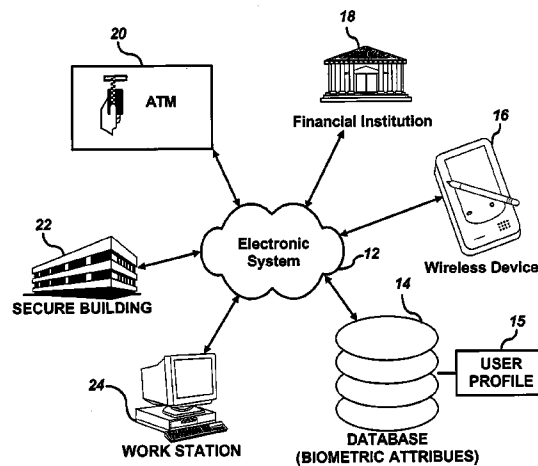 20
ATM
18
Financial Institution
16
Wireless Device
22
SECURE BUILDING
Electronic
System
12
24
WORK STATION
14
DATABASE
(BIOMETRIC ATTRIBUES)
15
USER
PROFILE